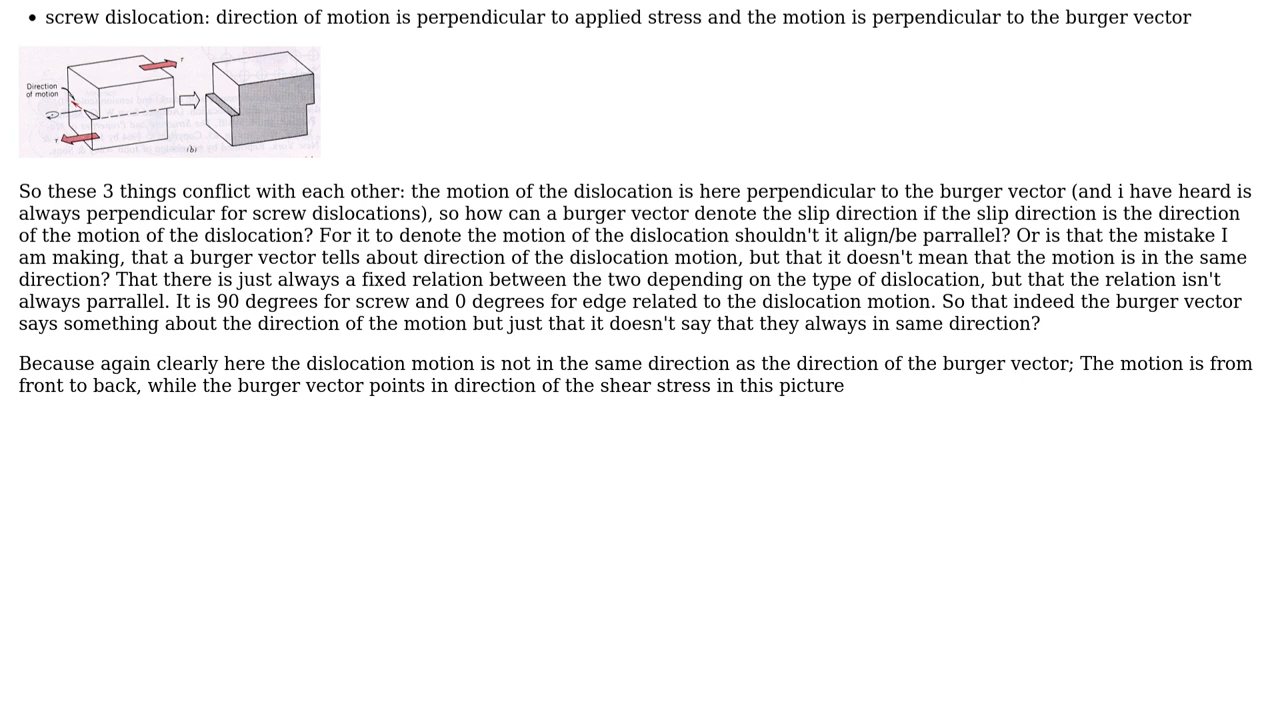 screw dislocation: direction of motion is perpendicular to applied stress and the motion is perpendicular to the burger vector
Direction
of motion
τ
τ
(b)
So these 3 things conflict with each other: the motion of the dislocation is here perpendicular to the burger vector (and i have heard is
always perpendicular for screw dislocations), so how can a burger vector denote the slip direction if the slip direction is the direction
of the motion of the dislocation? For it to denote the motion of the dislocation shouldn't it align/be parrallel? Or is that the mistake I
am making, that a burger vector tells about direction of the dislocation motion, but that it doesn't mean that the motion is in the same
direction? That there is just always a fixed relation between the two depending on the type of dislocation, but that the relation isn't
always parrallel. It is 90 degrees for screw and 0 degrees for edge related to the dislocation motion. So that indeed the burger vector
says something about the direction of the motion but just that it doesn't say that they always in same direction?
Because again clearly here the dislocation motion is not in the same direction as the direction of the burger vector; The motion is from
front to back, while the burger vector points in direction of the shear stress in this picture